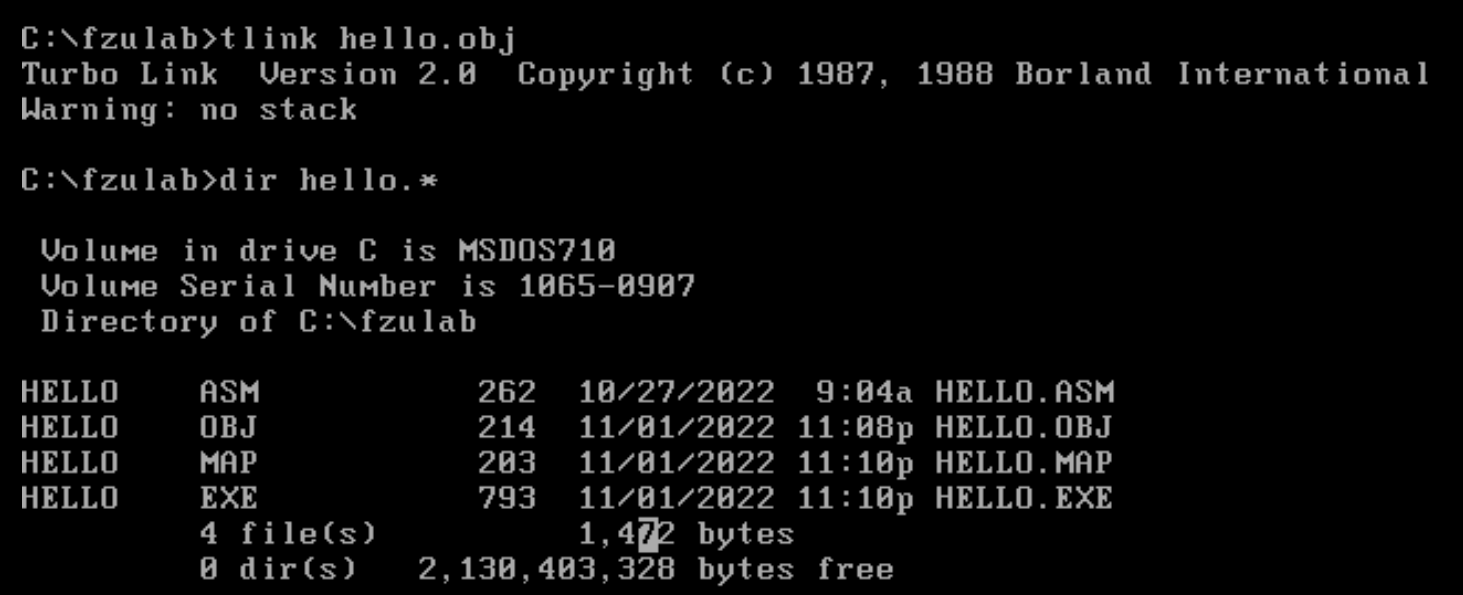 C:\fzulab>tlink hello.obj
Turbo Link  Version 2.0  Copyright (c) 1987, 1988 Borland International
Warning: no stack
C:\fzulab>dir hello.*
Volume in drive C is MSDOS710
Volume Serial Number is 1065-0907
Directory of C:\fzulab
HELLO    ASM           262  10/27/2022  9:04a HELLO.ASM
HELLO    OBJ           214  11/01/2022 11:08p HELLO.OBJ
HELLO    MAP           203  11/01/2022 11:10p HELLO.MAP
HELLO    EXE           793  11/01/2022 11:10p HELLO.EXE
4 file(s)          1,472 bytes
0 dir(s)   2,130,403,328 bytes free